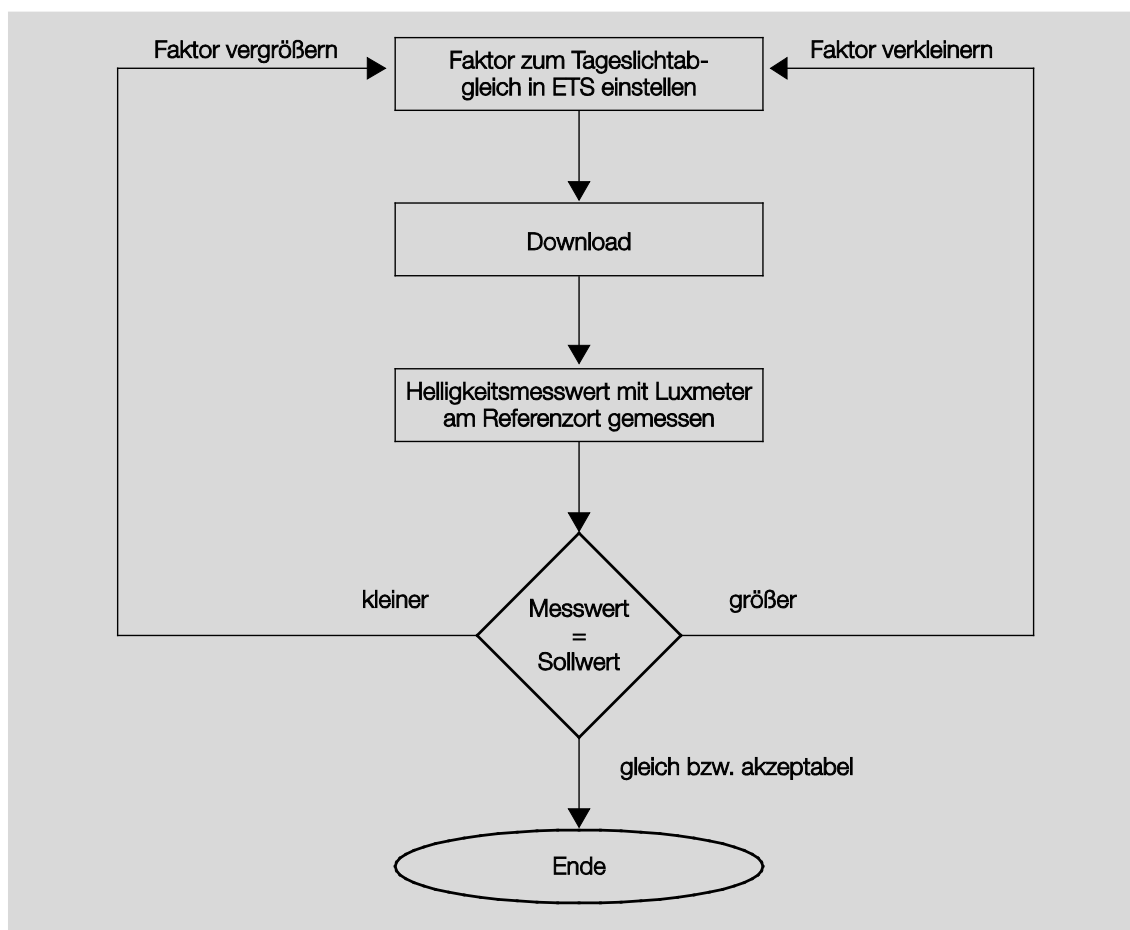 Faktor vergrößern
Faktor zum Tageslichtab-
gleich in ETS einstellen
Faktor verkleinern
Download
Helligkeitsmesswert mit Luxmeter
am Referenzort gemessen
kleiner
Messwert
=
Sollwert
größer
gleich bzw. akzeptabel
Ende